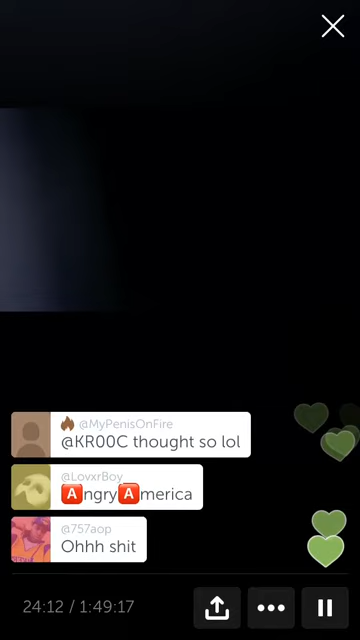 🔥 @MyPenisOnFire
@KR00C thought so lol
@LovxrBoy
🅰ngry🅰merica
@757aop
Ohhh shit
24:12 / 1:49:17